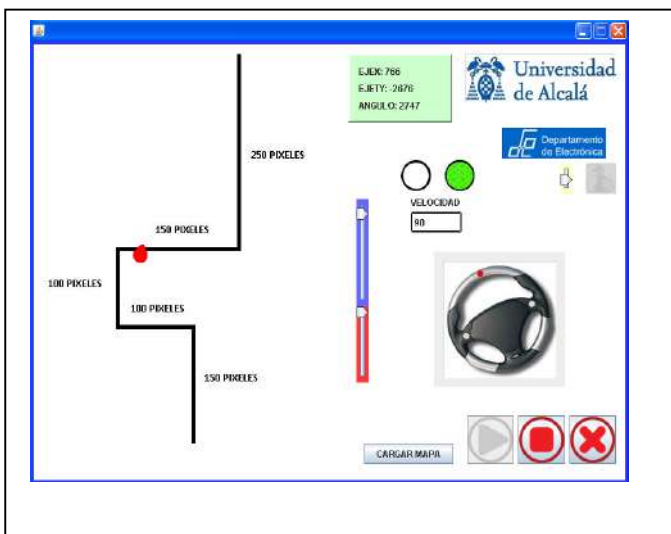 EJEX: 766
EJETY: -2676
ANGULO: 2747
Universidad
de Alcalá
250 PIXELES
Departamento
de Electrónica
VELOCIDAD
90
150 PIXELES
100 PIXELES
100 PIXELES
150 PIXELES
CARGAR MAPA